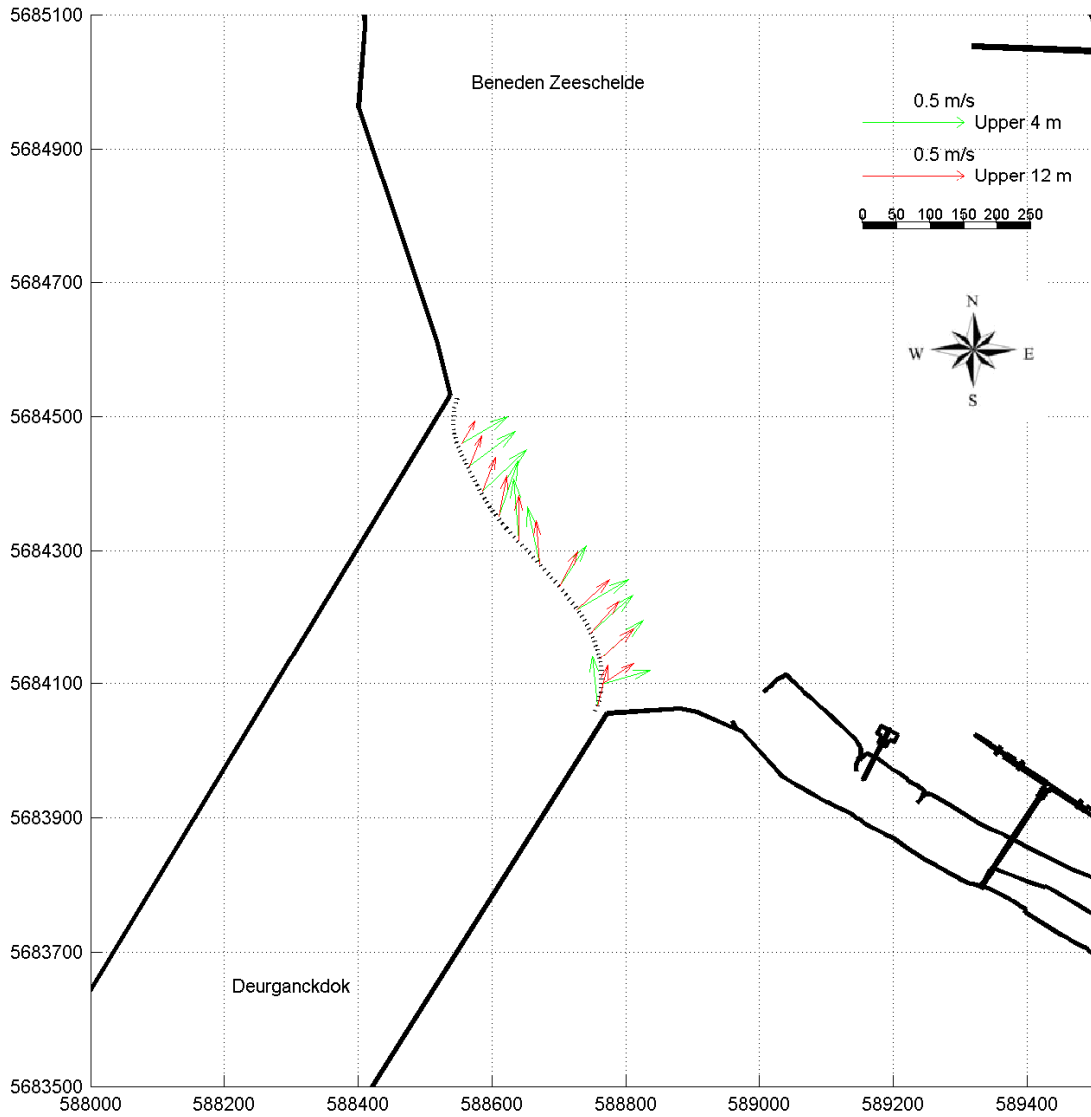 5685100
Beneden Zeeschelde
0.5 m/s
Upper 4 m
5684900
0.5 m/s
Upper 12 m
0 50 100 150 200 250
5684700
N
W E
S
5684500
5684300
5684100
5683900
5683700
Deurganckdok
5683500
588000 588200 588400 588600 588800 589000 589200 589400